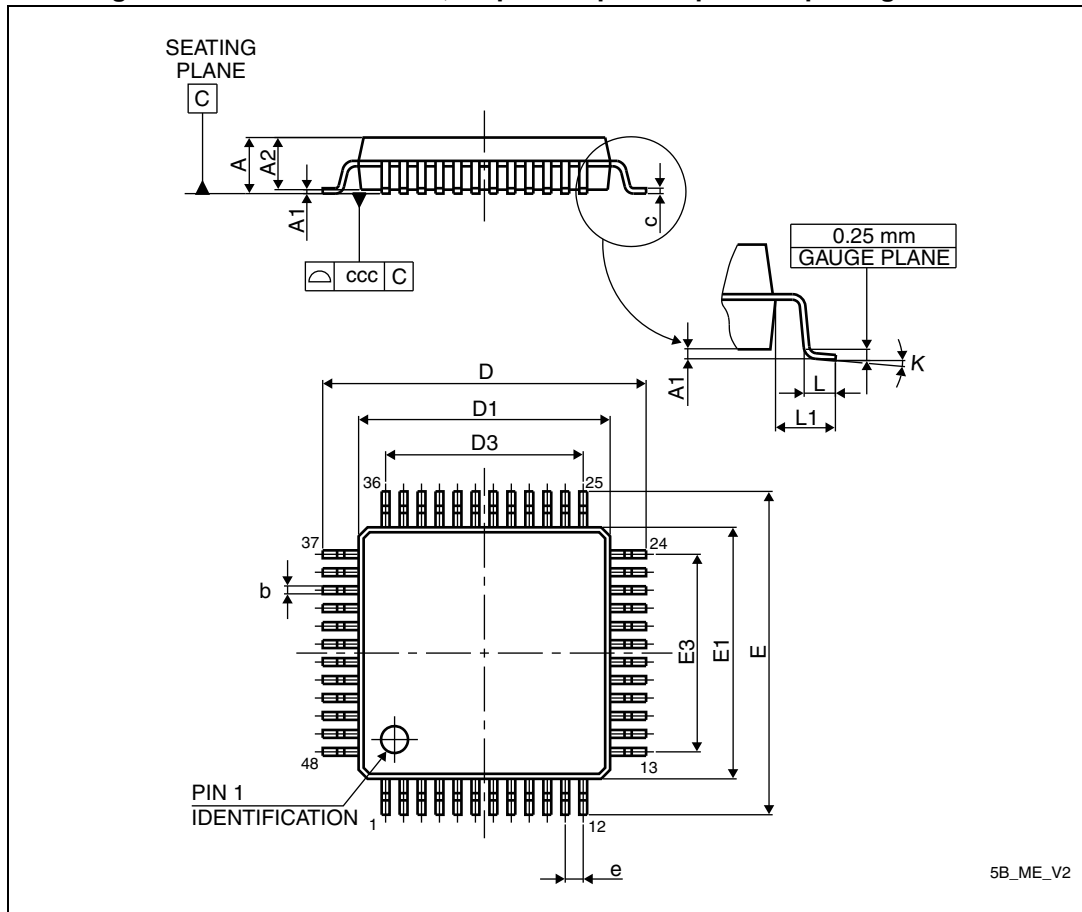 SEATING
PLANE
C
A
A2
A1
c
ccc C
0.25 mm
GAUGE PLANE
A1
K
L
L1
D
D1
D3
36
25
37
24
b
E3
E1
E
48
13
PIN 1
IDENTIFICATION
1
12
e
5B_ME_V2